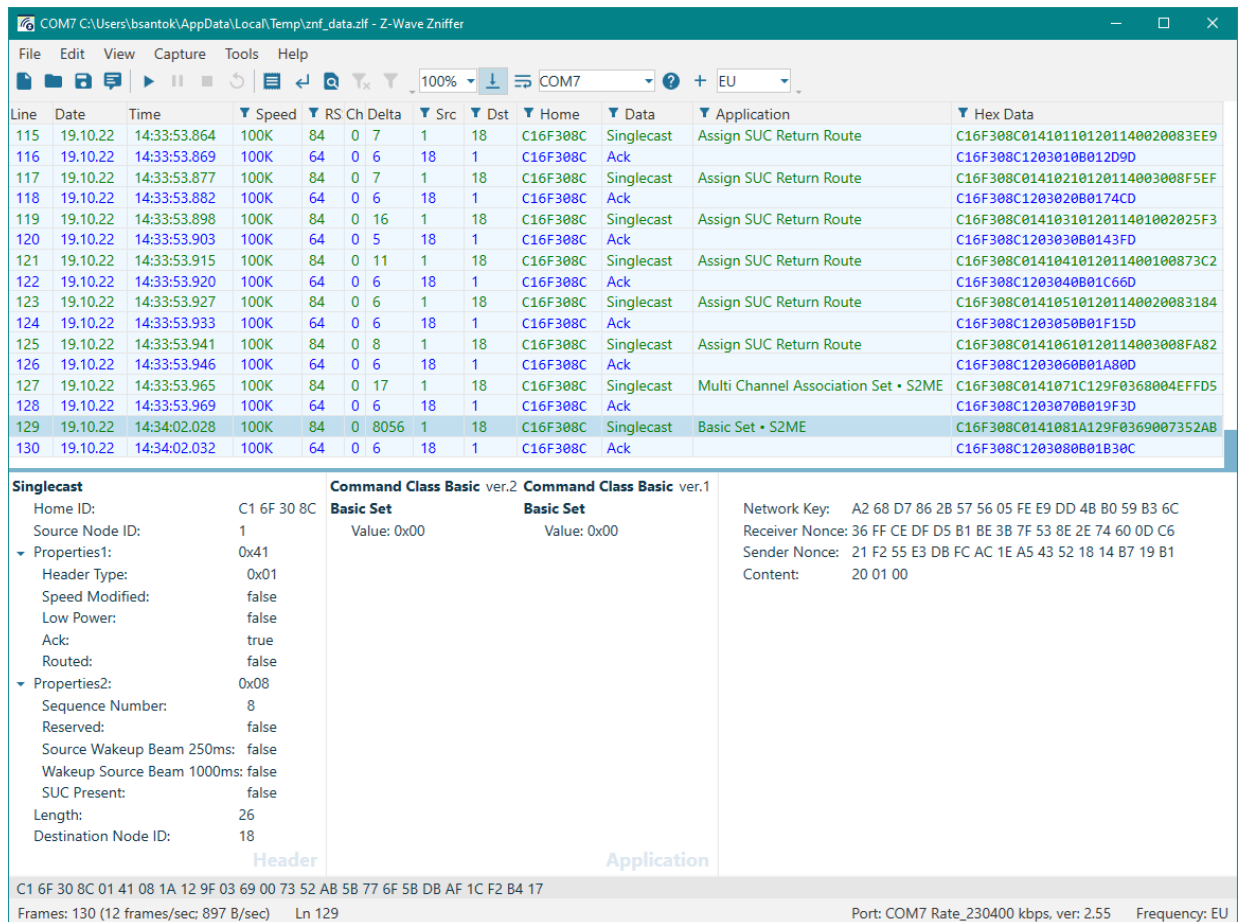 COM7 C:\Users\bsantok\AppData\Local\Temp\znf_data.zlf - Z-Wave Zniffer
File Edit View Capture Tools Help
100% COM7 EU
Line Date Time Speed RS Ch Delta Src Dst Home Data Application Hex Data
115 19.10.22 14:33:53.864 100K 84 0 7 1 18 C16F308C Singlecast Assign SUC Return Route C16F308C014101101201140020083EE9
116 19.10.22 14:33:53.869 100K 64 0 6 18 1 C16F308C Ack C16F308C1203010B012D9D
117 19.10.22 14:33:53.877 100K 84 0 7 1 18 C16F308C Singlecast Assign SUC Return Route C16F308C014102101201140030​08F5EF
118 19.10.22 14:33:53.882 100K 64 0 6 18 1 C16F308C Ack C16F308C1203020B0174CD
119 19.10.22 14:33:53.898 100K 84 0 16 1 18 C16F308C Singlecast Assign SUC Return Route C16F308C0141031012011401002025F3
120 19.10.22 14:33:53.903 100K 64 0 5 18 1 C16F308C Ack C16F308C1203030B0143FD
121 19.10.22 14:33:53.915 100K 84 0 11 1 18 C16F308C Singlecast Assign SUC Return Route C16F308C0141041012011400100873C2
122 19.10.22 14:33:53.920 100K 64 0 6 18 1 C16F308C Ack C16F308C1203040B01C66D
123 19.10.22 14:33:53.927 100K 84 0 6 1 18 C16F308C Singlecast Assign SUC Return Route C16F308C014105101201140020083184
124 19.10.22 14:33:53.933 100K 64 0 6 18 1 C16F308C Ack C16F308C1203050B01F15D
125 19.10.22 14:33:53.941 100K 84 0 8 1 18 C16F308C Singlecast Assign SUC Return Route C16F308C01410610120114003008FA82
126 19.10.22 14:33:53.946 100K 64 0 6 18 1 C16F308C Ack C16F308C1203060B01A80D
127 19.10.22 14:33:53.965 100K 84 0 17 1 18 C16F308C Singlecast Multi Channel Association Set • S2ME C16F308C0141071C129F0368004EFFD5
128 19.10.22 14:33:53.969 100K 64 0 6 18 1 C16F308C Ack C16F308C1203070B019F3D
129 19.10.22 14:34:02.028 100K 84 0 8056 1 18 C16F308C Singlecast Basic Set • S2ME C16F308C0141081A129F0369007352AB
130 19.10.22 14:34:02.032 100K 64 0 6 18 1 C16F308C Ack C16F308C1203080B01B30C
Singlecast
Home ID: C1 6F 30 8C
Source Node ID: 1
Properties1: 0x41
Header Type: 0x01
Speed Modified: false
Low Power: false
Ack: true
Routed: false
Properties2: 0x08
Sequence Number: 8
Reserved: false
Source Wakeup Beam 250ms: false
Wakeup Source Beam 1000ms: false
SUC Present: false
Length: 26
Destination Node ID: 18
Header
Command Class Basic ver.2 Command Class Basic ver.1
Basic Set Basic Set
Value: 0x00 Value: 0x00
Application
Network Key: A2 68 D7 86 2B 57 56 05 FE E9 DD 4B B0 59 B3 6C
Receiver Nonce: 36 FF CE DF D5 B1 BE 3B 7F 53 8E 2E 74 60 0D C6
Sender Nonce: 21 F2 55 E3 DB FC AC 1E A5 43 52 18 14 B7 19 B1
Content: 20 01 00
C1 6F 30 8C 01 41 08 1A 12 9F 03 69 00 73 52 AB 5B 77 6F 5B DB AF 1C F2 B4 17
Frames: 130 (12 frames/sec; 897 B/sec) Ln 129 Port: COM7 Rate_230400 kbps, ver: 2.55 Frequency: EU